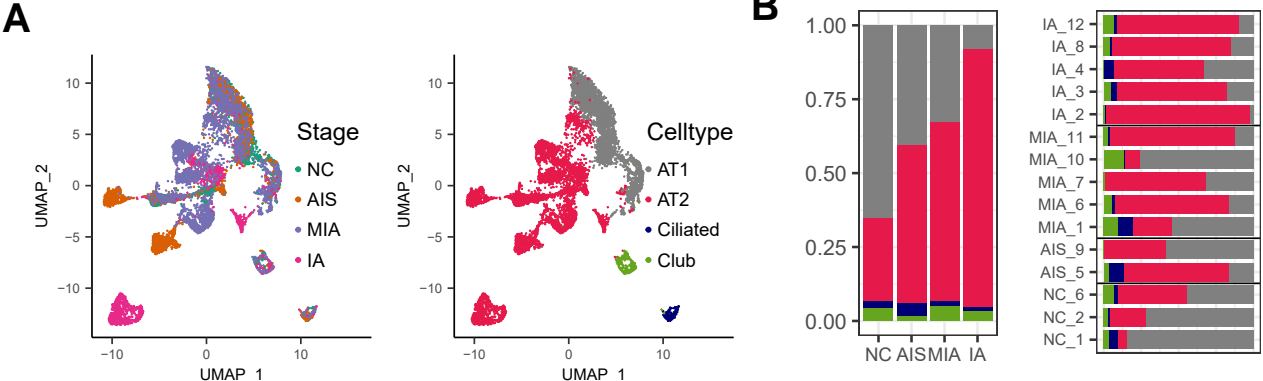 A
UMAP_2
10
5
0
−5
−10
−10
0
10
UMAP_1
Stage
NC
AIS
MIA
IA
UMAP_2
10
5
0
−5
−10
−10
0
10
UMAP_1
Celltype
AT1
AT2
Ciliated
Club
B
1.00
0.75
0.50
0.25
0.00
NC AIS MIA IA
IA_12
IA_8
IA_4
IA_3
IA_2
MIA_11
MIA_10
MIA_7
MIA_6
MIA_1
AIS_9
AIS_5
NC_6
NC_2
NC_1